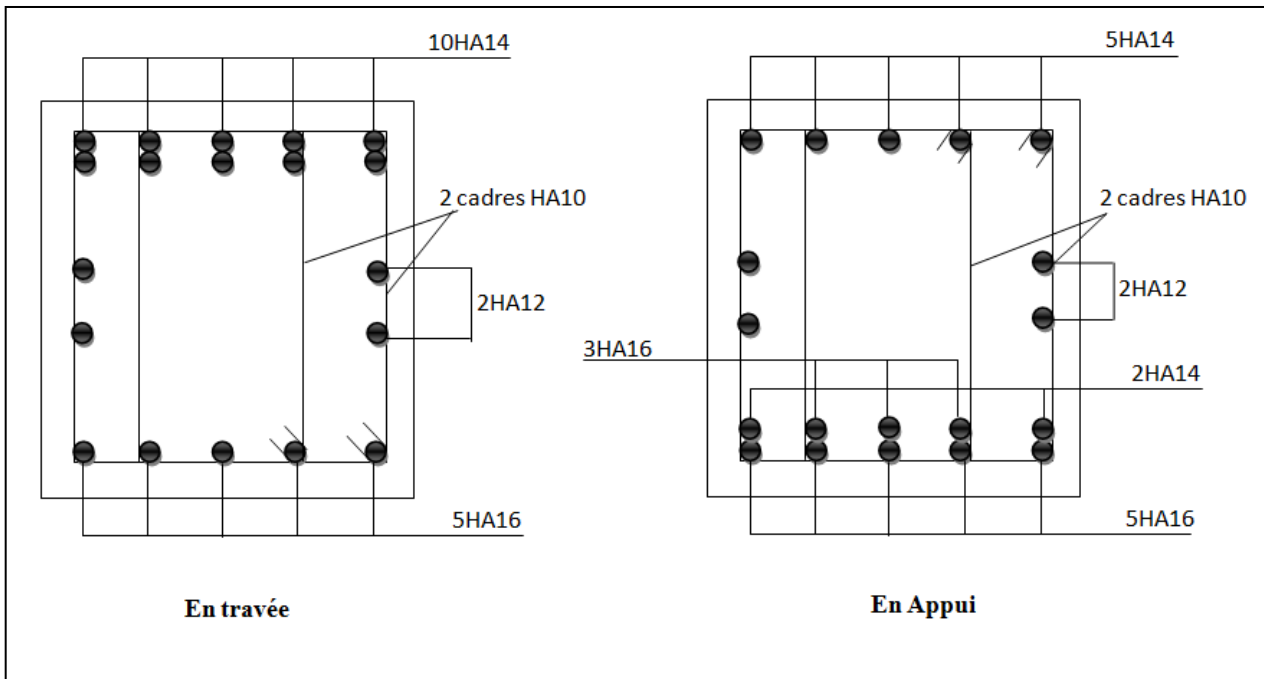 10HA14
2 cadres HA10
2HA12
5HA16
En travée
5HA14
2 cadres HA10
2HA12
3HA16
2HA14
5HA16
En Appui